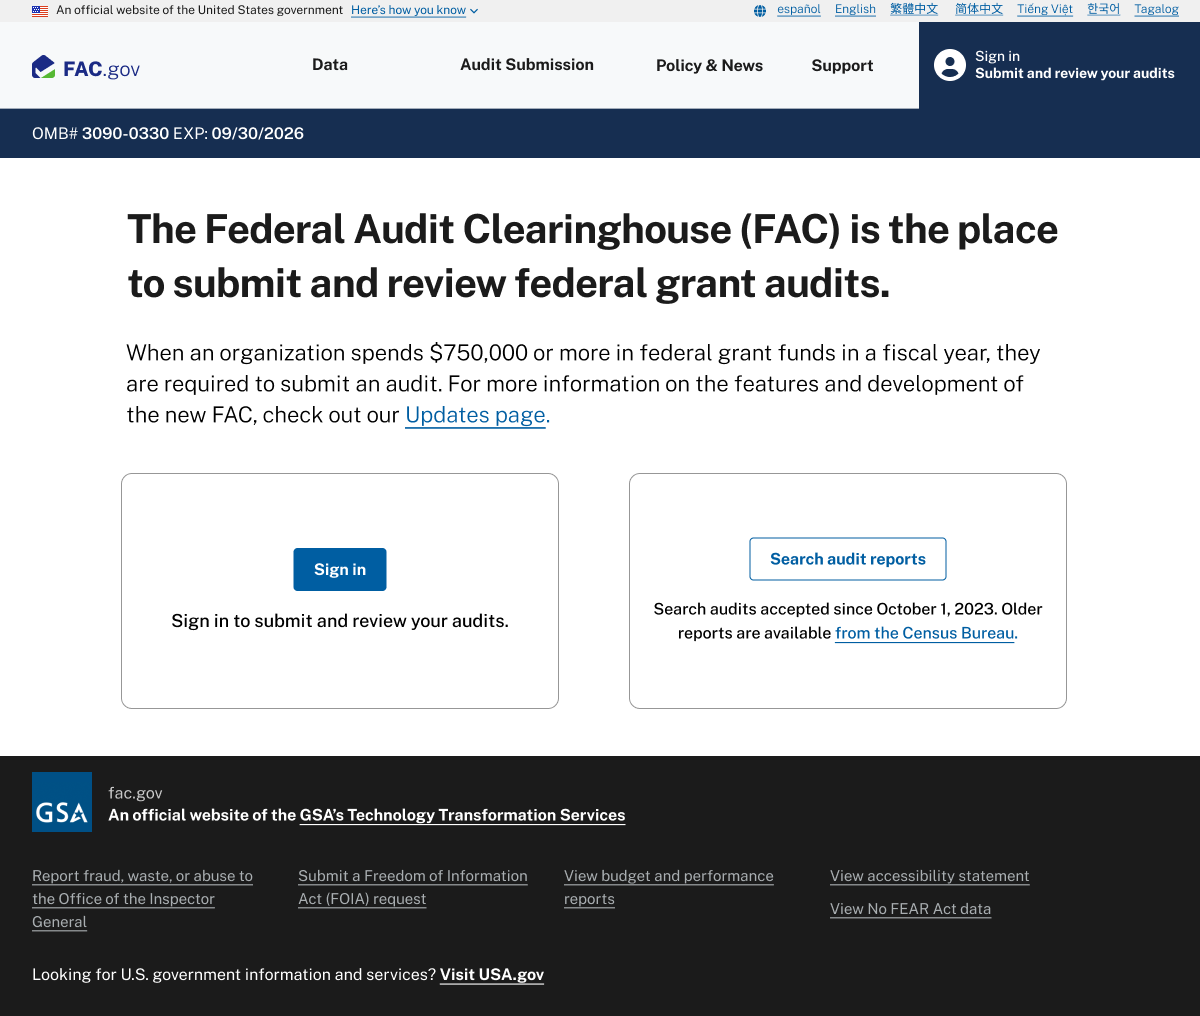 An official website of the United States government Here's how you know
español English 繁體中文 简体中文 Tiếng Việt 한국어 Tagalog
FAC.gov
Data Audit Submission Policy & News Support
Sign in
Submit and review your audits
OMB# 3090-0330 EXP: 09/30/2026
The Federal Audit Clearinghouse (FAC) is the place
to submit and review federal grant audits.
When an organization spends $750,000 or more in federal grant funds in a fiscal year, they
are required to submit an audit. For more information on the features and development of
the new FAC, check out our Updates page.
Sign in
Sign in to submit and review your audits.
Search audit reports
Search audits accepted since October 1, 2023. Older
reports are available from the Census Bureau.
GSA
fac.gov
An official website of the GSA’s Technology Transformation Services
Report fraud, waste, or abuse to
the Office of the Inspector
General
Submit a Freedom of Information
Act (FOIA) request
View budget and performance
reports
View accessibility statement
View No FEAR Act data
Looking for U.S. government information and services? Visit USA.gov